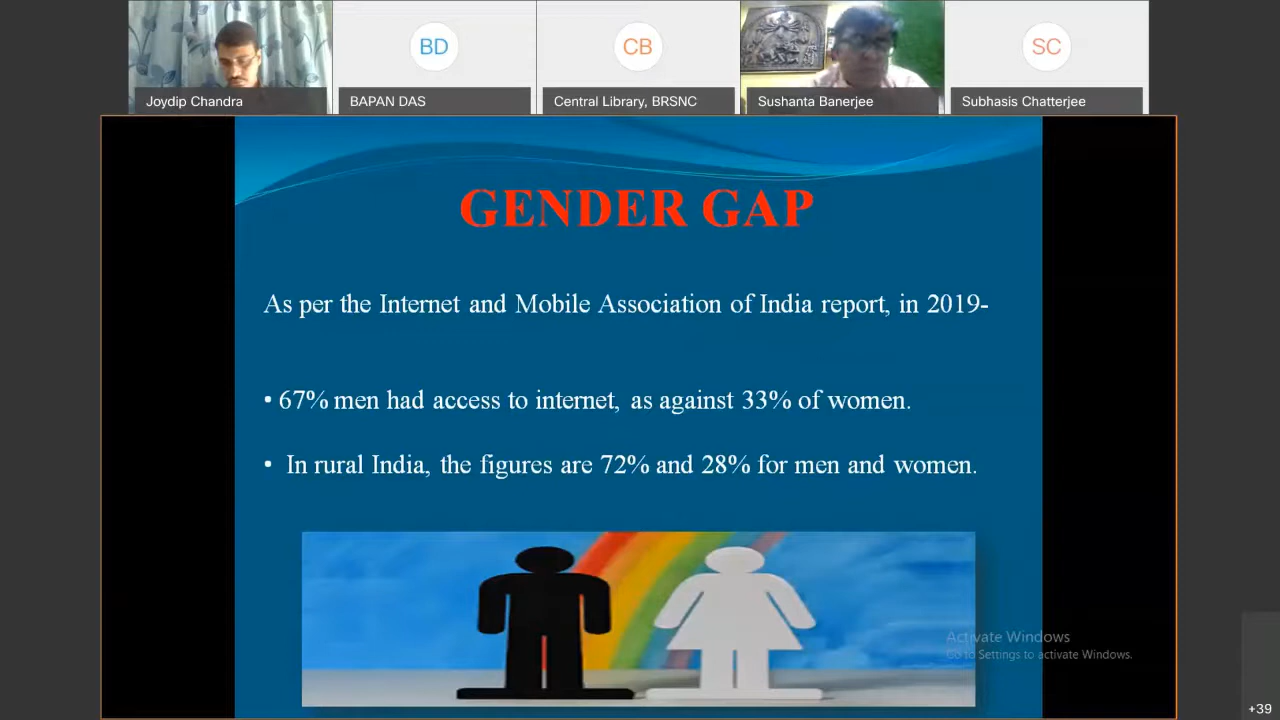 BD
CB
SC
Joydip Chandra
BAPAN DAS
Central Library, BRSNC
Sushanta Banerjee
Subhasis Chatterjee
GENDER GAP
As per the Internet and Mobile Association of India report, in 2019-
• 67% men had access to internet, as against 33% of women.
• In rural India, the figures are 72% and 28% for men and women.
Activate Windows
Go to Settings to activate Windows.
+39